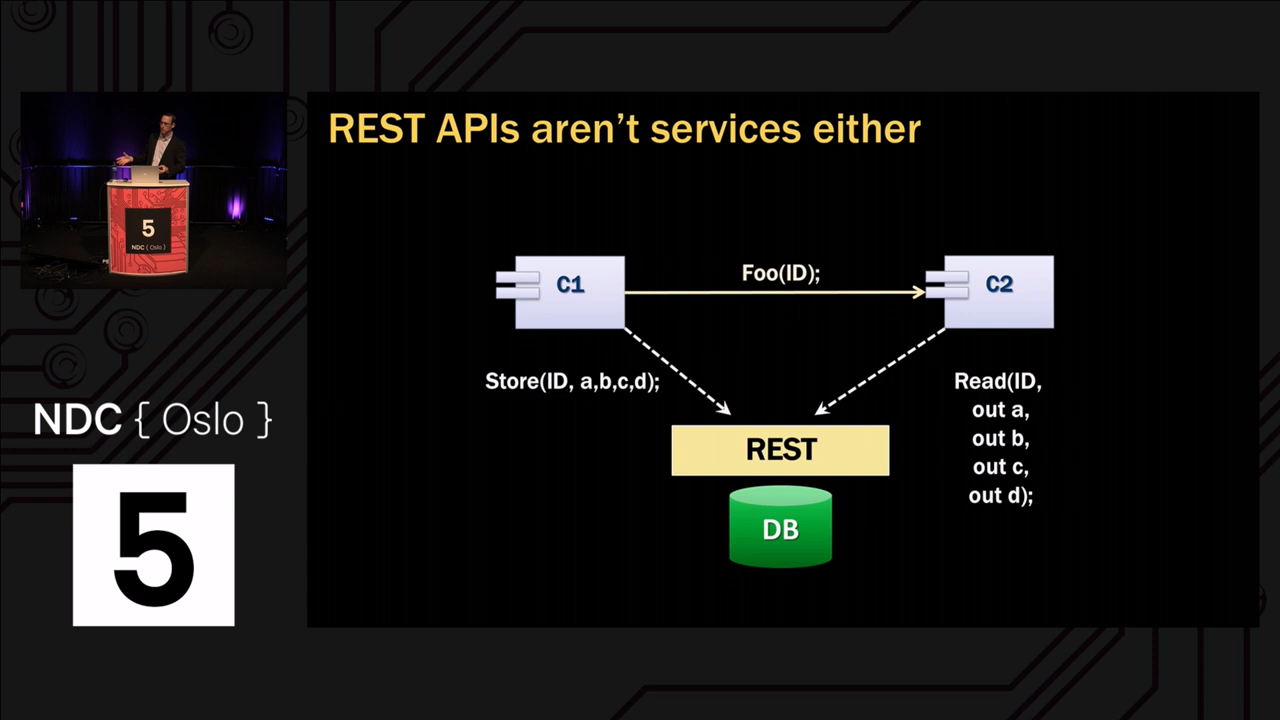 REST APIs aren't services either
5
NDC { Oslo }
C1
Foo(ID);
C2
Store(ID, a,b,c,d);
Read(ID,
out a,
out b,
out c,
out d);
REST
DB
NDC { Oslo }
5